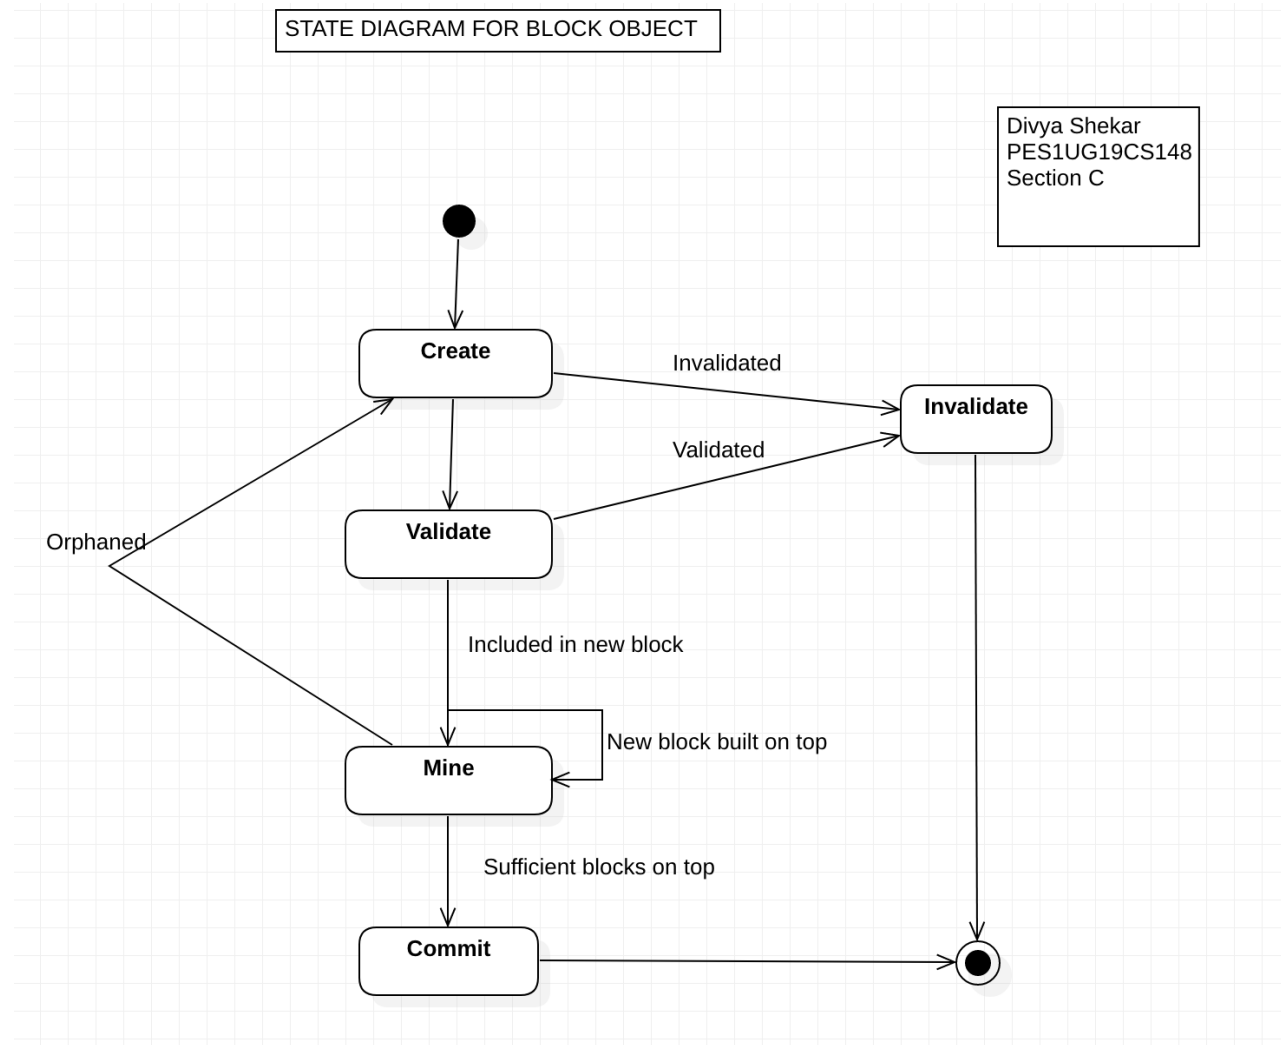 STATE DIAGRAM FOR BLOCK OBJECT
Divya Shekar
PES1UG19CS148
Section C
Create
Invalidated
Invalidate
Validated
Validate
Orphaned
Included in new block
New block built on top
Mine
Sufficient blocks on top
Commit